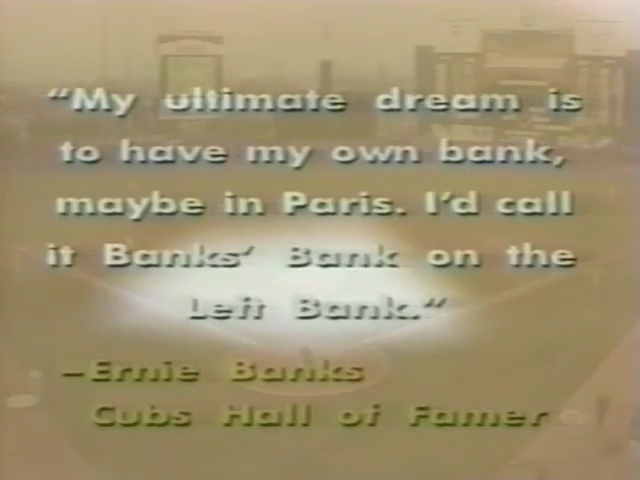 “My ultimate dream is
to have my own bank,
maybe in Paris. I'd call
it Banks' Bank on the
Left Bank.”
–Ernie Banks
Cubs Hall of Famer